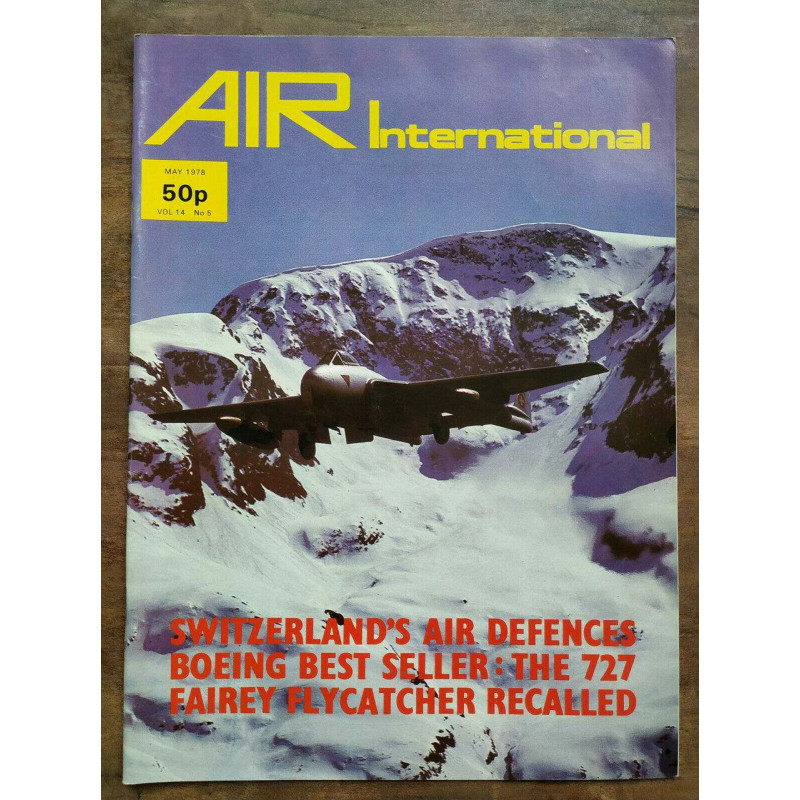 AIR International
MAY 1978
50p
VOL 14 No 5
SWITZERLAND'S AIR DEFENCES
BOEING BEST SELLER: THE 727
FAIREY FLYCATCHER RECALLED